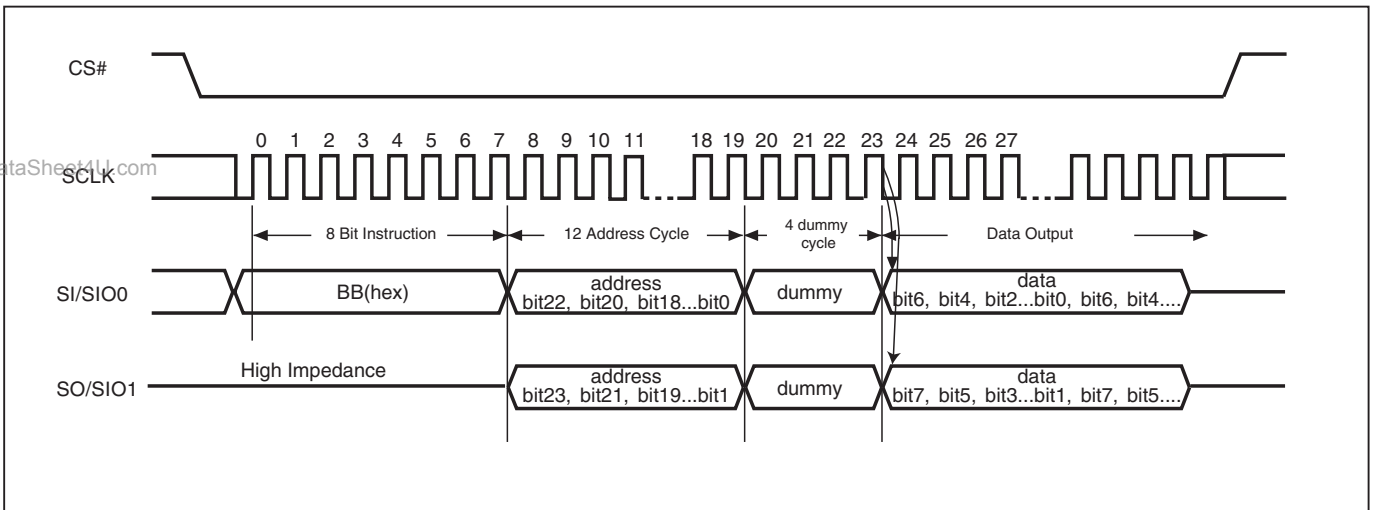 CS#
0 1 2 3 4 5 6 7 8 9 10 11 18 19 20 21 22 23 24 25 26 27
ataSheet4U.com
SCLK
8 Bit Instruction
12 Address Cycle
4 dummy
cycle
Data Output
SI/SIO0
BB(hex)
address
bit22, bit20, bit18...bit0
dummy
data
bit6, bit4, bit2...bit0, bit6, bit4....
High Impedance
SO/SIO1
address
bit23, bit21, bit19...bit1
dummy
data
bit7, bit5, bit3...bit1, bit7, bit5....